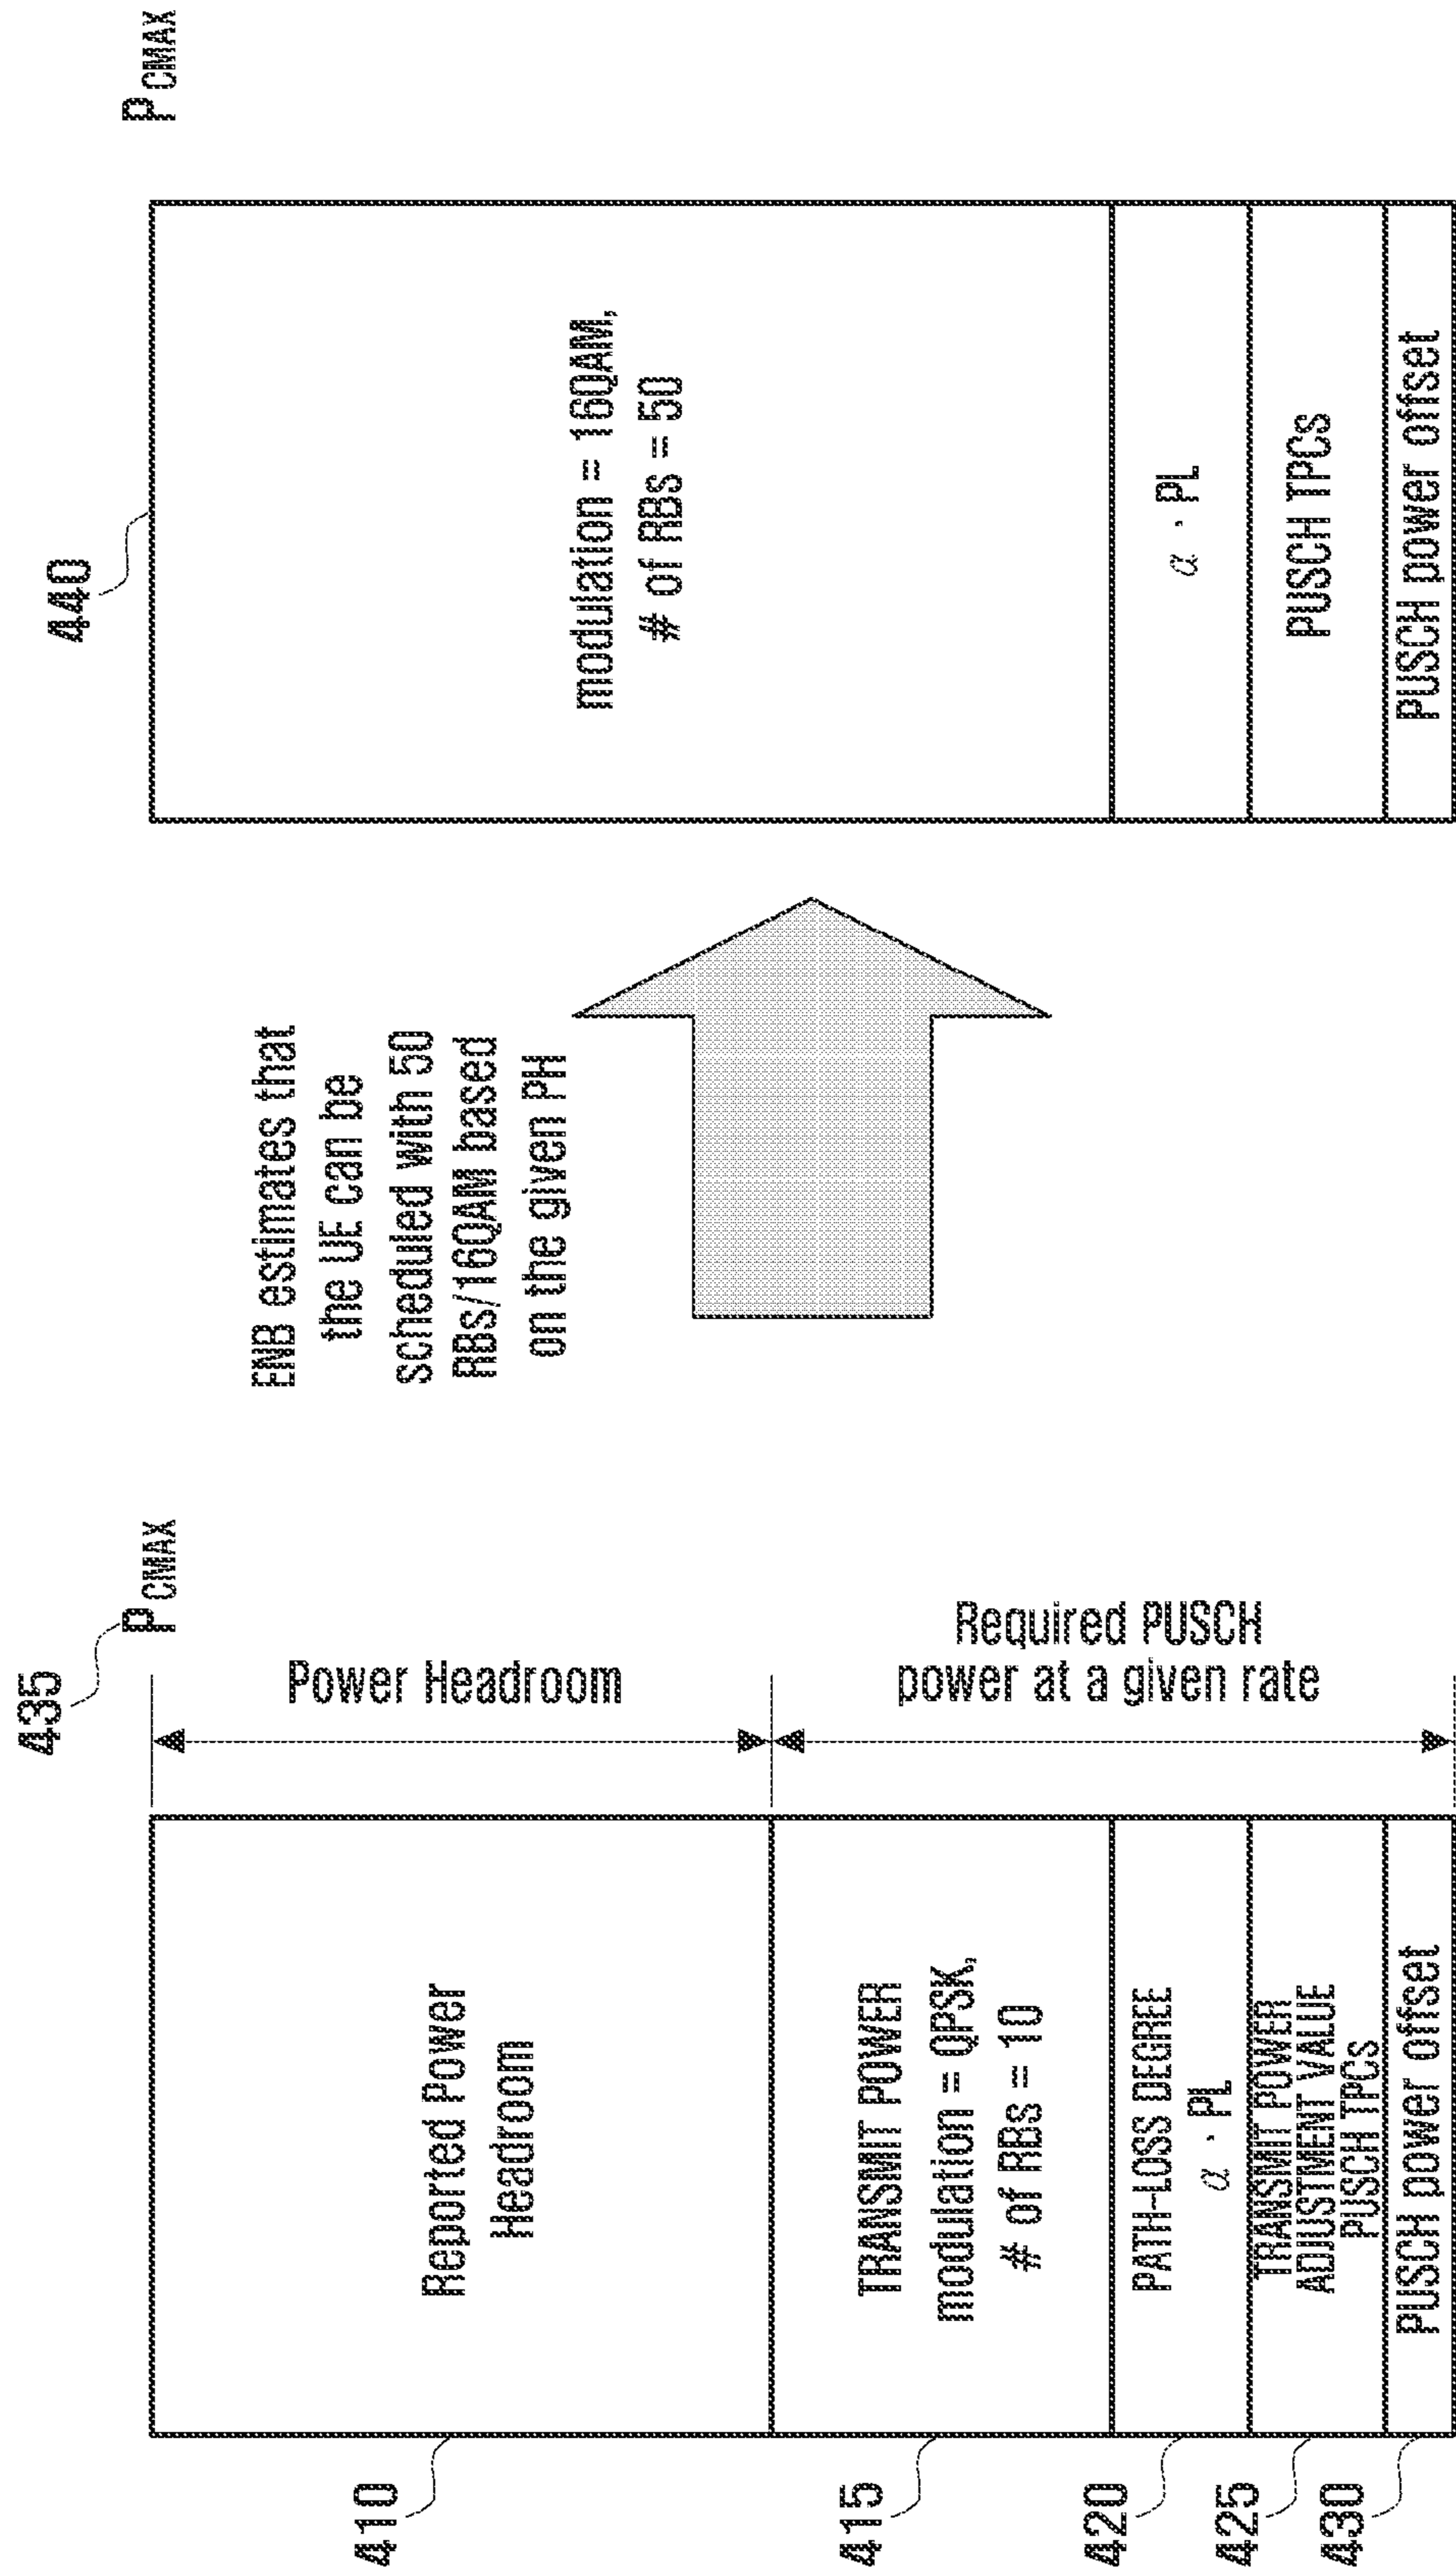 435
P CMAX
410
Reported Power
Headroom
Power Headroom
415
TRANSMIT POWER
modulation = QPSK,
# of RBs = 10
420
PATH-LOSS DEGREE
α · PL
425
TRANSMIT POWER
ADJUSTMENT VALUE
PUSCH TPCs
430
PUSCH power offset
Required PUSCH
power at a given rate
ENB estimates that
the UE can be
scheduled with 50
RBs/16QAM based
on the given PH
440
P CMAX
modulation = 16QAM,
# of RBs = 50
α · PL
PUSCH TPCs
PUSCH power offset